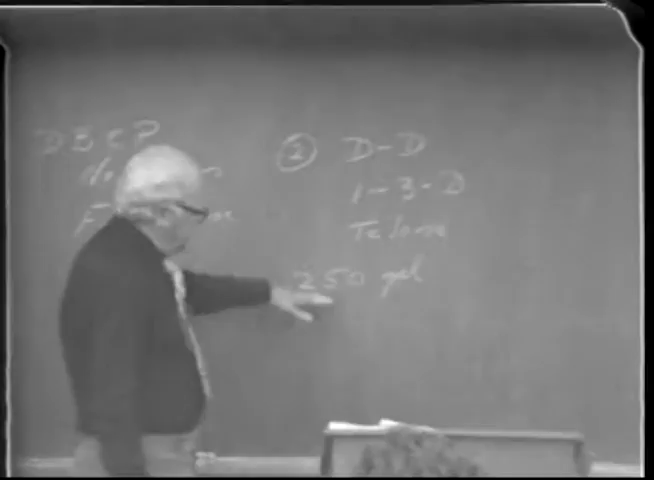 DBCP
② D-D
1-3-D
Telone
250 gal